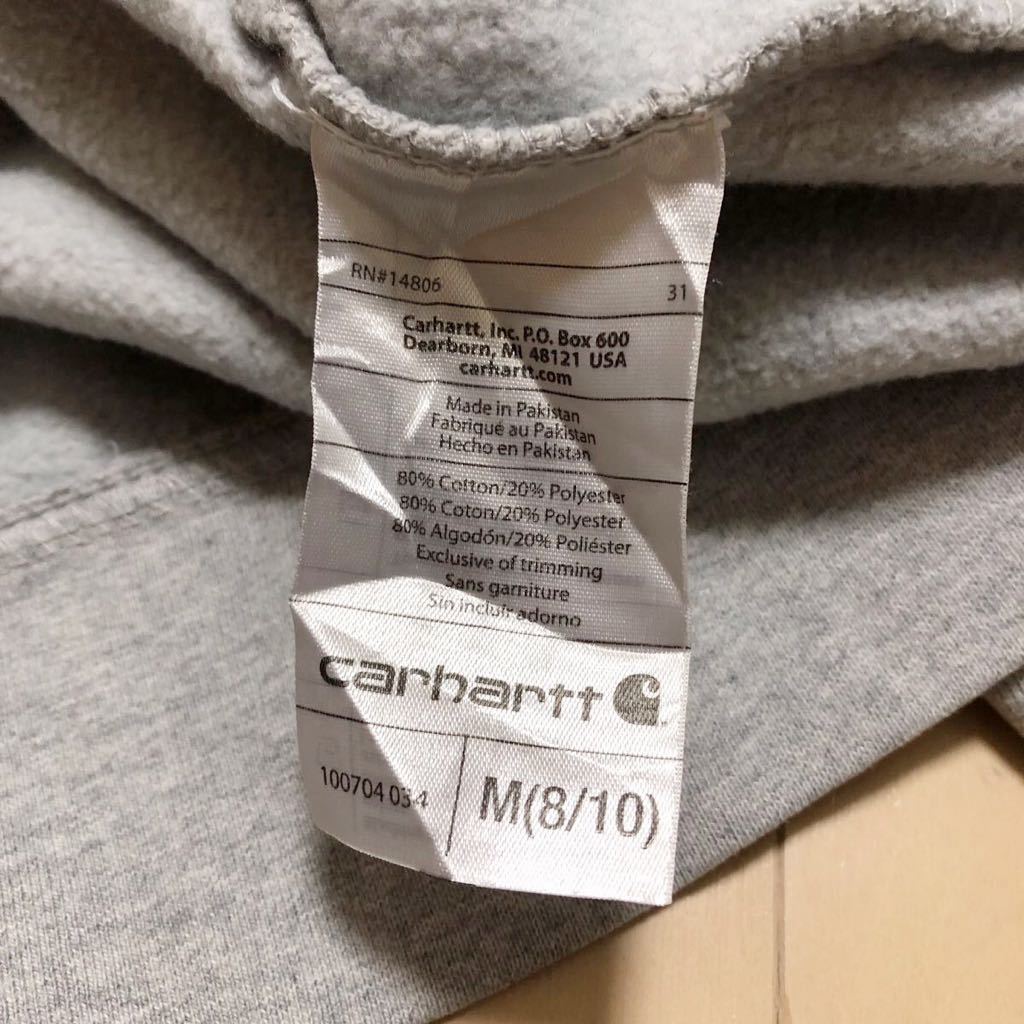 RN#14806 31
Carhartt, Inc. P.O. Box 600
Dearborn, MI 48121 USA
carhartt.com
Made in Pakistan
Fabriqué au Pakistan
Hecho en Pakistan
80% Cotton/20% Polyester
80% Coton/20% Polyester
80% Algodón/20% Poliéster
Exclusive of trimming
Sans garniture
Sin incluir adorno
carhartt
100704 034 M(8/10)